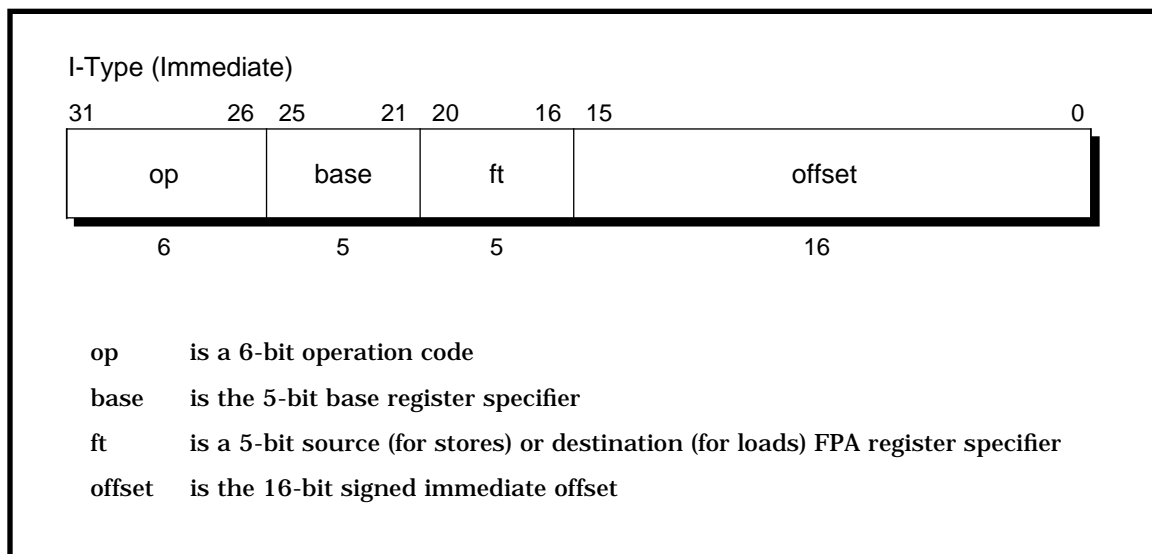 I-Type (Immediate)
31 26 25 21 20 16 15 0
op base ft offset
6 5 5 16
op is a 6-bit operation code
base is the 5-bit base register specifier
ft is a 5-bit source (for stores) or destination (for loads) FPA register specifier
offset is the 16-bit signed immediate offset